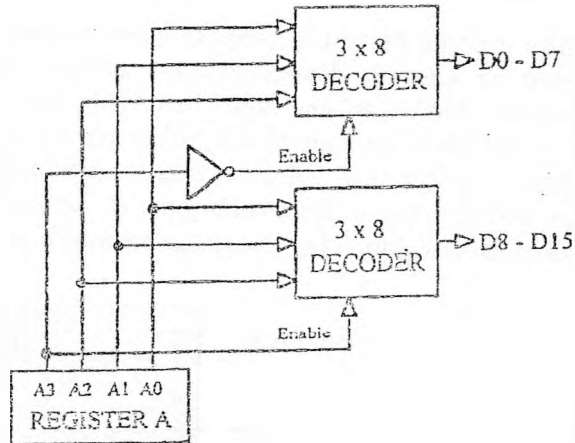 3 x 8
DECODER
D0 - D7
Enable
3 x 8
DECODER
D8 - D15
Enable
A3 A2 A1 A0
REGISTER A